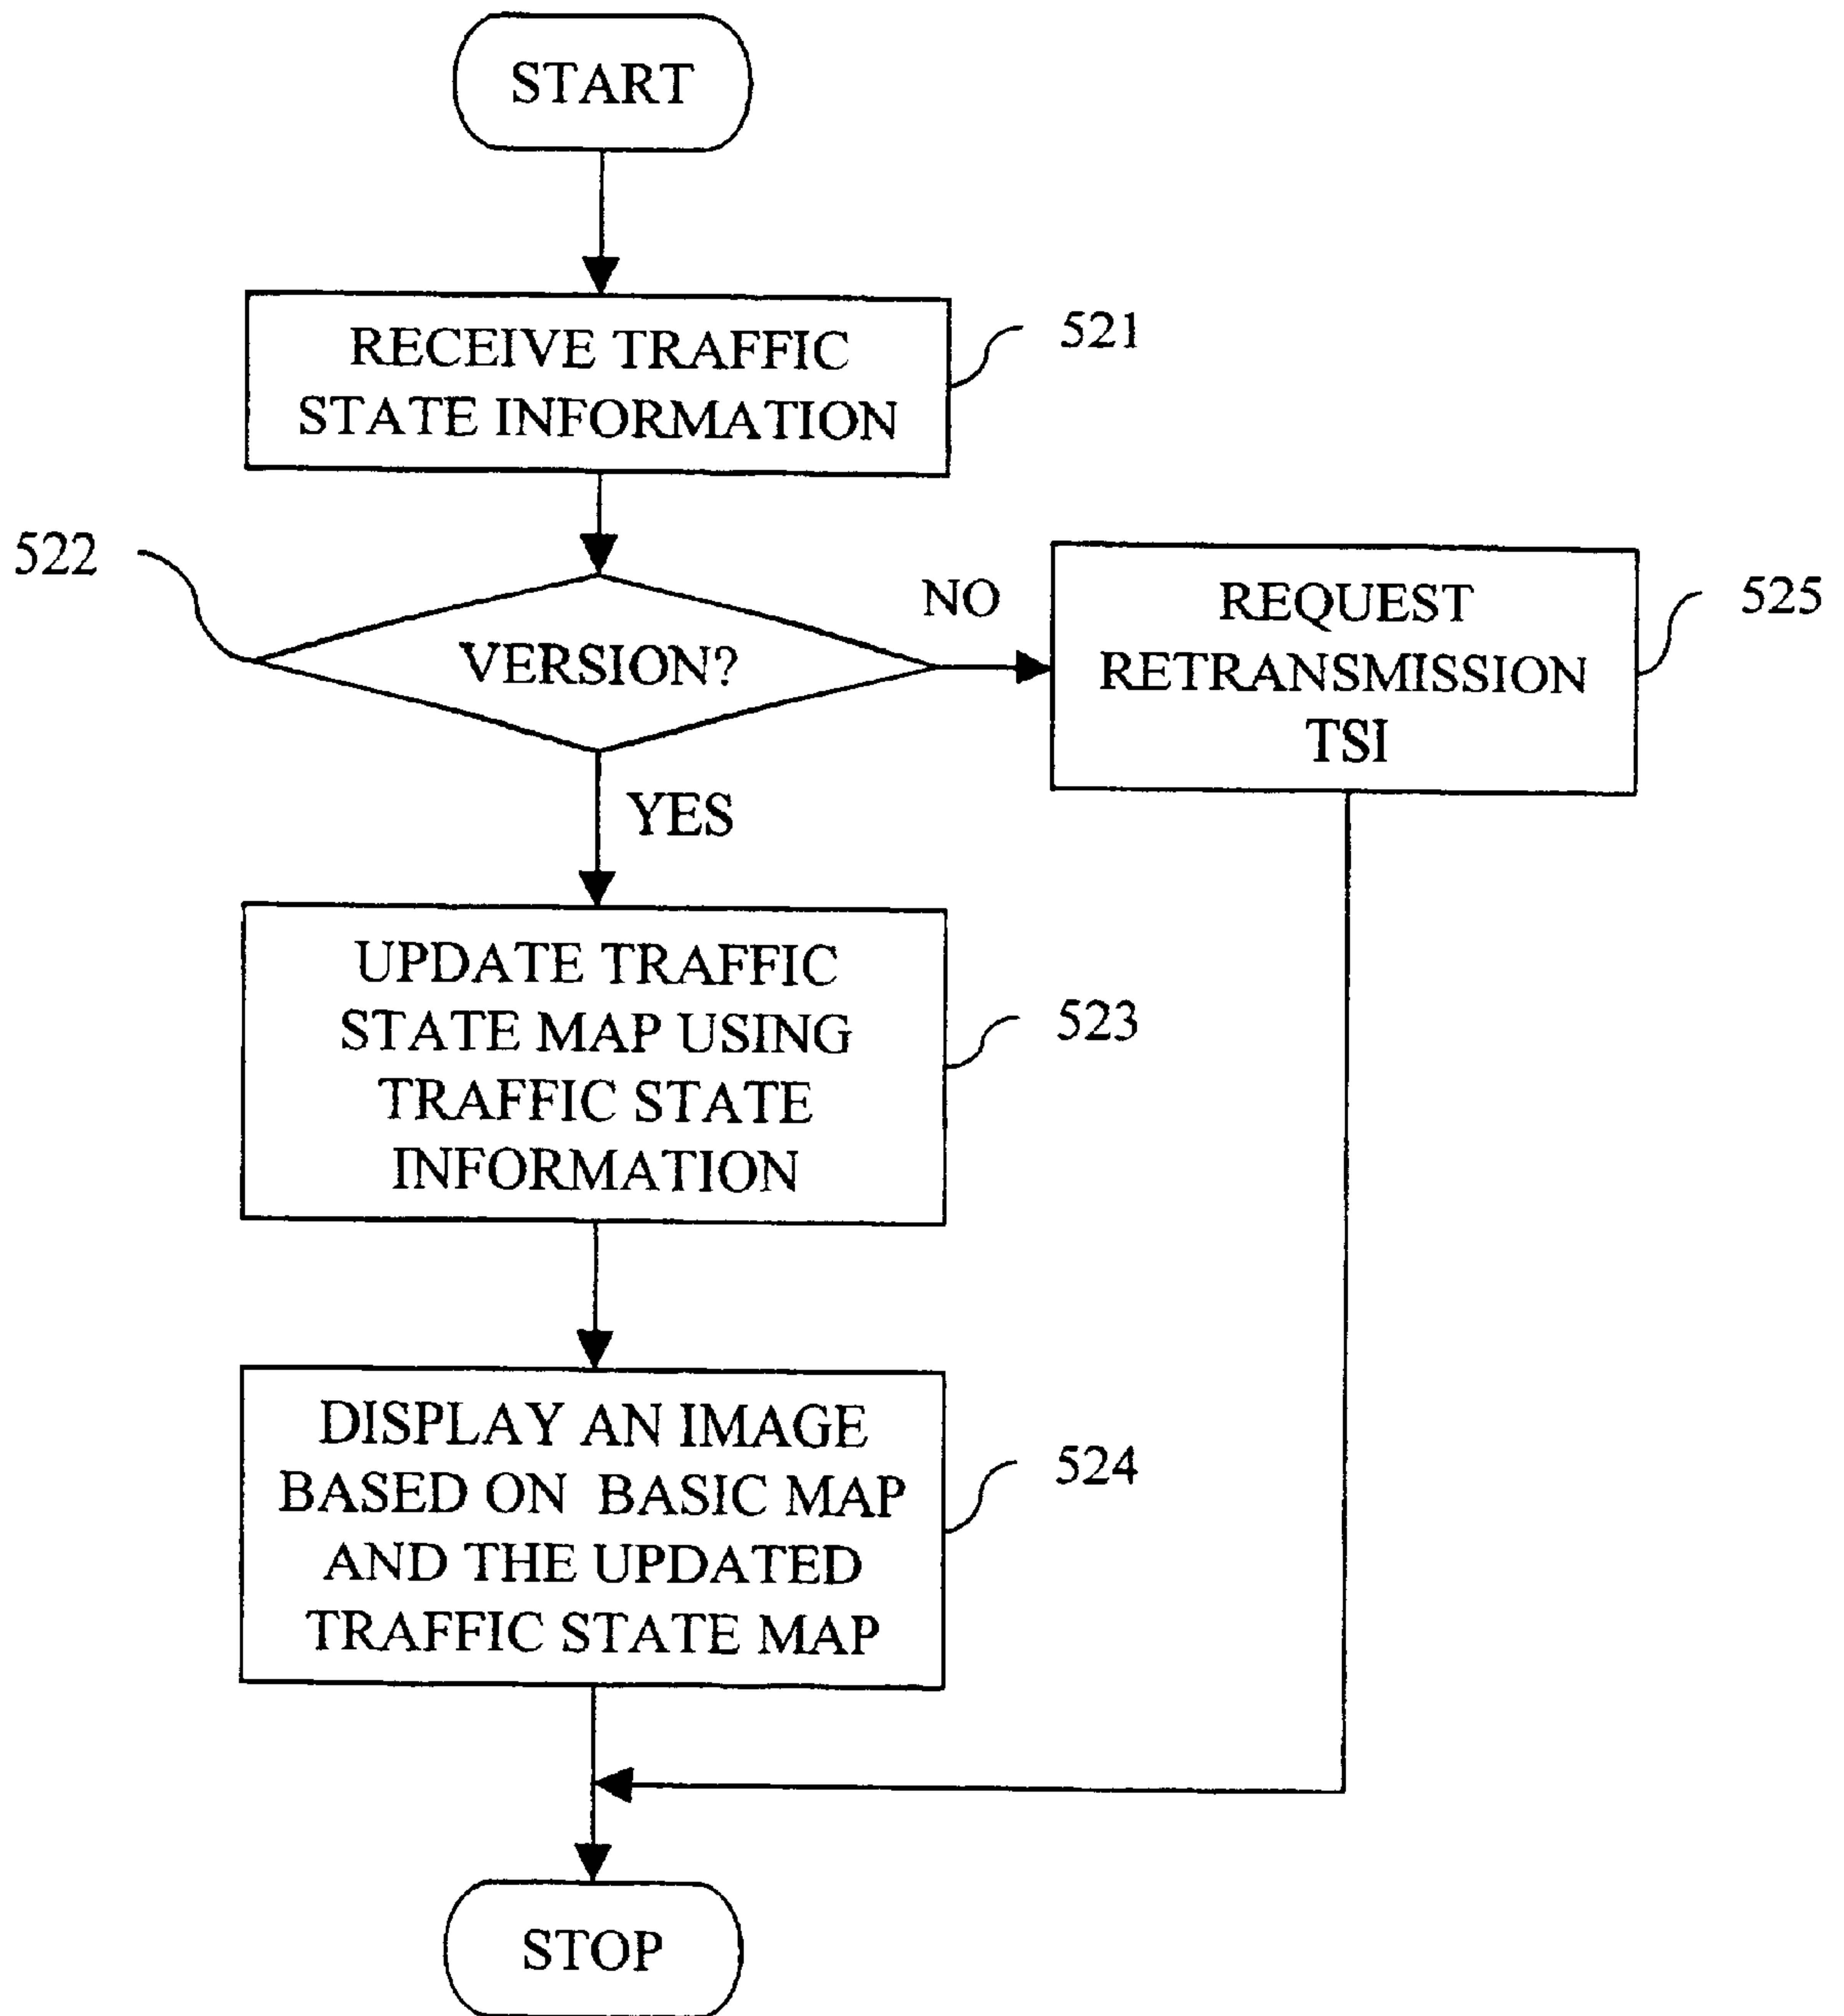 START
RECEIVE TRAFFIC
STATE INFORMATION
521
522
VERSION?
NO
REQUEST
RETRANSMISSION
TSI
525
YES
UPDATE TRAFFIC
STATE MAP USING
TRAFFIC STATE
INFORMATION
523
DISPLAY AN IMAGE
BASED ON BASIC MAP
AND THE UPDATED
TRAFFIC STATE MAP
524
STOP